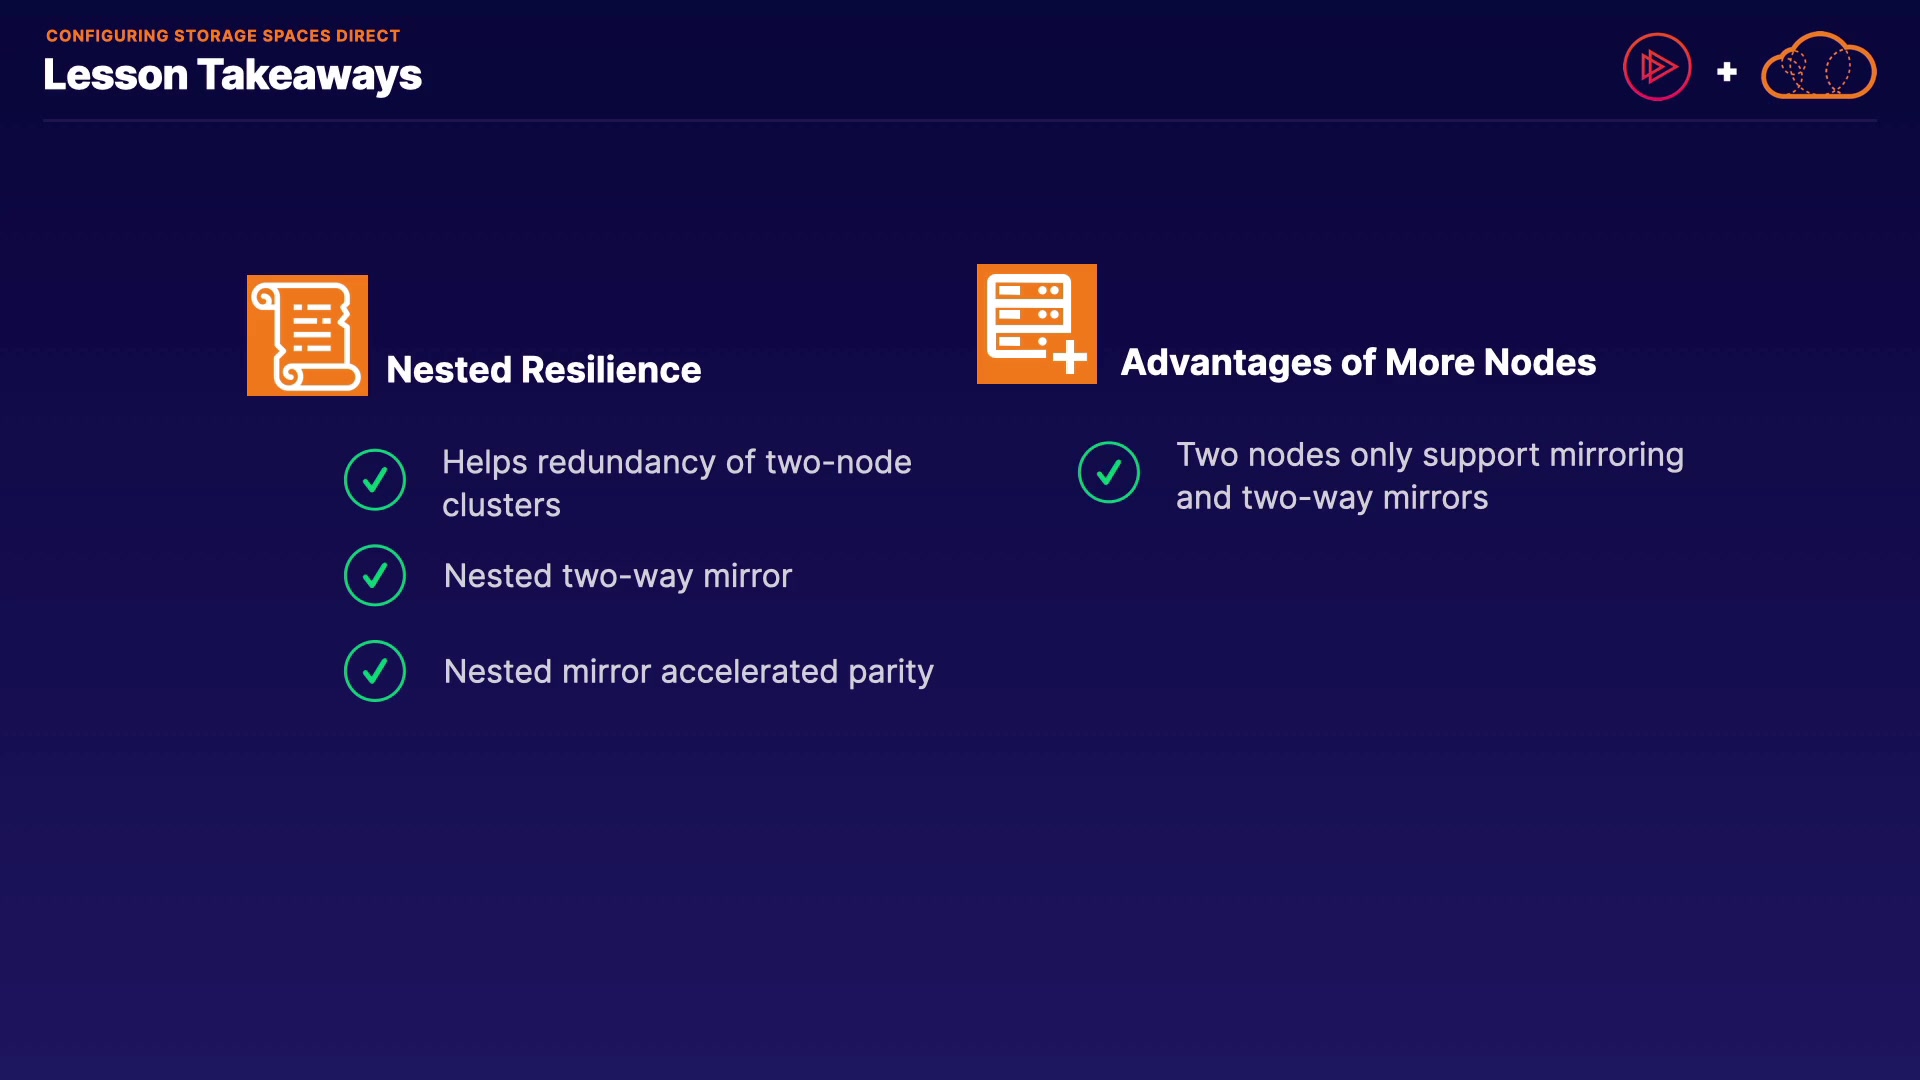 CONFIGURING STORAGE SPACES DIRECT
Lesson Takeaways
Nested Resilience
Helps redundancy of two-node
clusters
Nested two-way mirror
Nested mirror accelerated parity
Advantages of More Nodes
Two nodes only support mirroring
and two-way mirrors